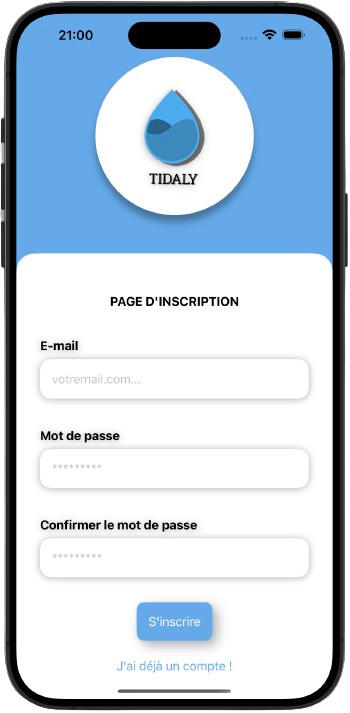 21:00
TIDALY
PAGE D'INSCRIPTION
E-mail
votremail.com...
Mot de passe
*********
Confirmer le mot de passe
*********
S'inscrire
J'ai déjà un compte !